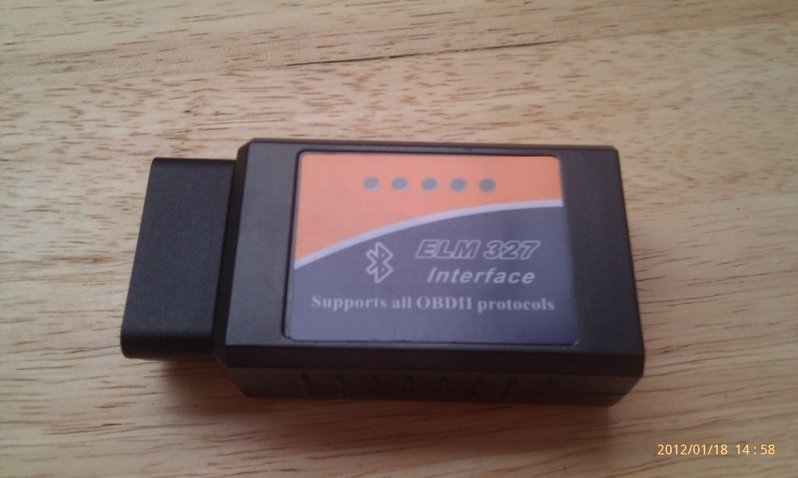 ELM 327
Interface
Supports all OBDII protocols
2012/01/18 14:58